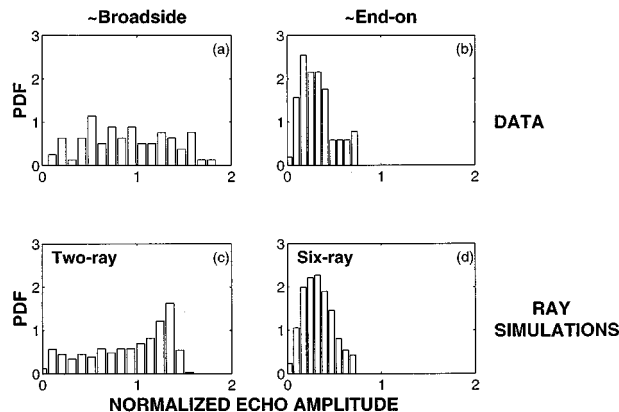 ~Broadside
~End-on
3
2
1
0
PDF
(a)
0
1
2
3
2
1
0
(b)
0
1
2
DATA
3
2
1
0
PDF
Two-ray
(c)
0
1
2
3
2
1
0
Six-ray
(d)
0
1
2
RAY
SIMULATIONS
NORMALIZED ECHO AMPLITUDE